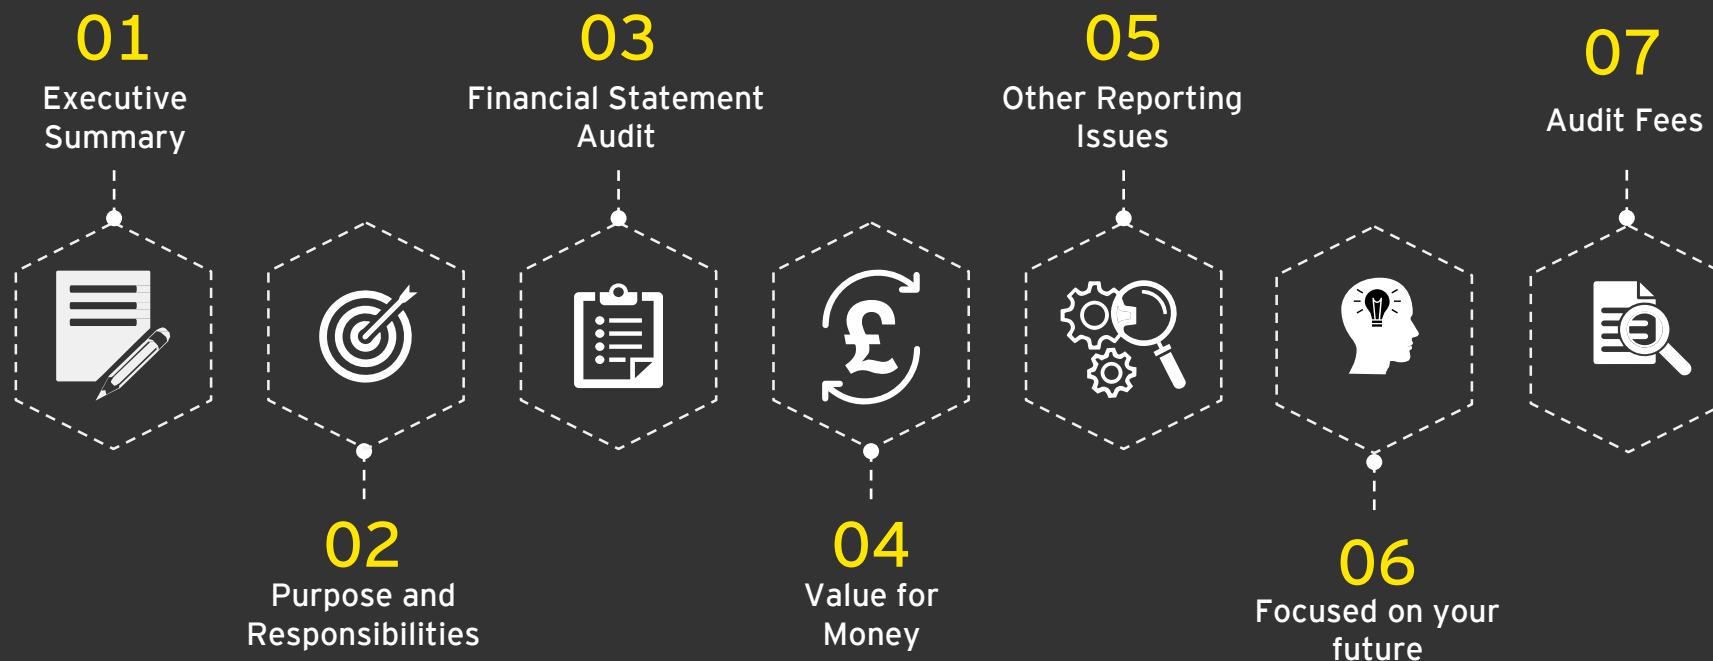 01
Executive
Summary
02
Purpose and
Responsibilities
03
Financial Statement
Audit
04
Value for
Money
05
Other Reporting
Issues
06
Focused on your
future
07
Audit Fees
£